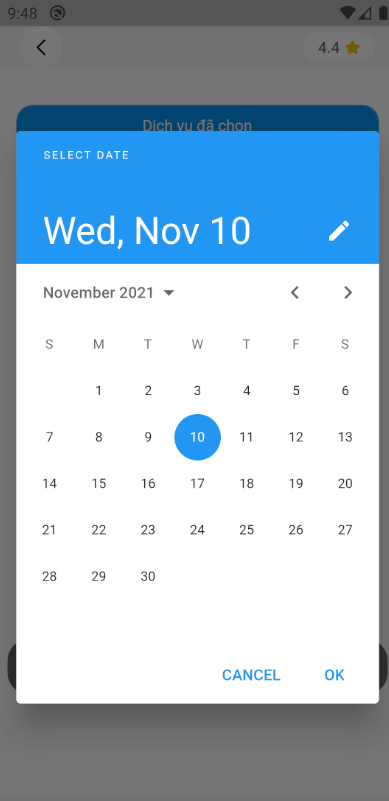 9:48
4.4
Dịch vụ đã chọn
SELECT DATE
Wed, Nov 10
November 2021
S M T W T F S
1 2 3 4 5 6
7 8 9 10 11 12 13
14 15 16 17 18 19 20
21 22 23 24 25 26 27
28 29 30
CANCEL OK